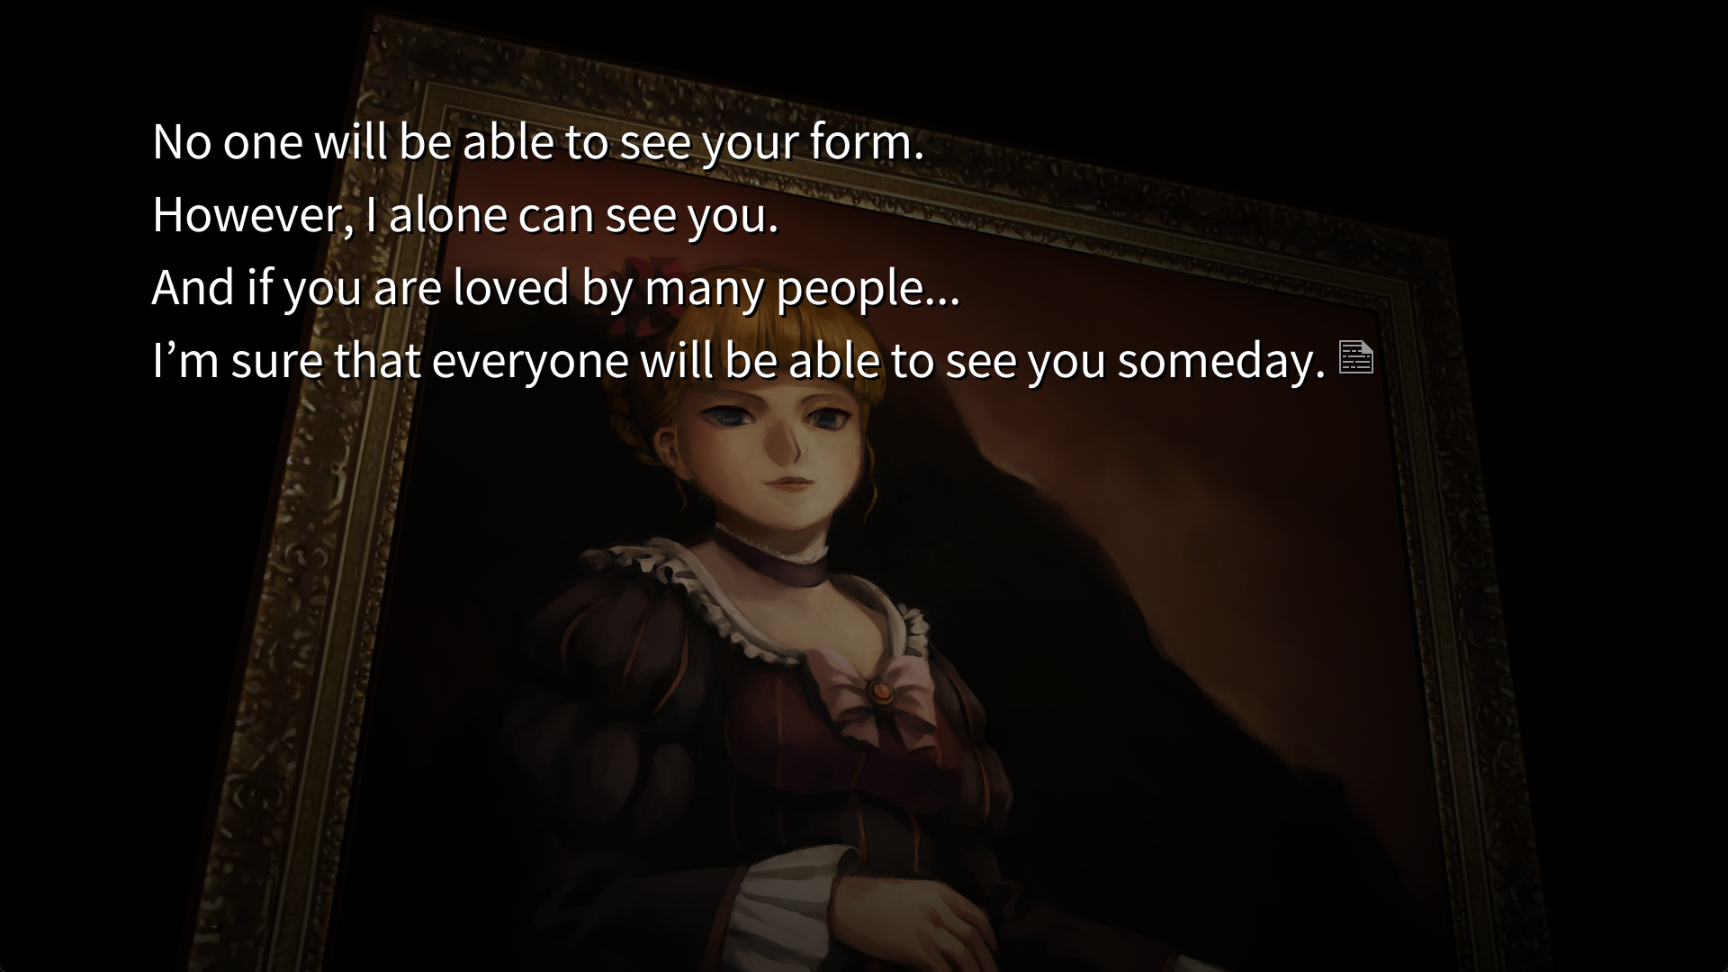 No one will be able to see your form.
However, I alone can see you.
And if you are loved by many people...
I’m sure that everyone will be able to see you someday.